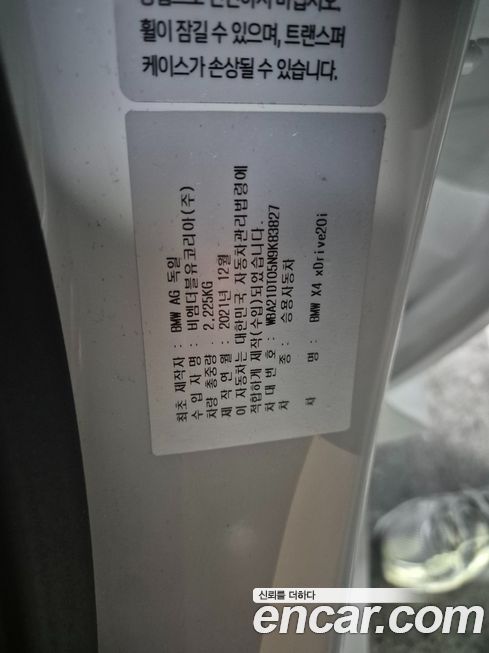 휠이 잠길 수 있으며, 트랜스퍼
케이스가 손상될 수 있습니다.
최초 제작자 : BMW AG 독일
수 입 자 명 : 비엠더블유코리아(주)
차량 총중량 : 2,225KG
제 작 연 월 : 2021년 12월
이 자동차는 대한민국 자동차관리법령에
적합하게 제작(수입)되었습니다.
차 대 번 호 : WBA21DT05N9K83827
차 종 : 승용자동차
차 명 : BMW X4 xDrive20i
신뢰를 더하다
encar.com